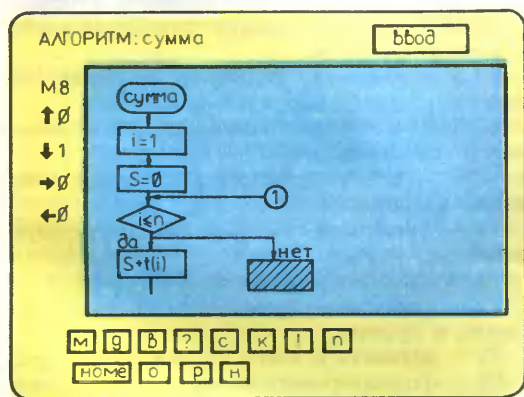 АЛГОРИТМ: сумма
ввод
М8
↑0
↓1
→0
←0
сумма
i=1
S=0
1
i≤n
да
нет
S+t(i)
м д в ? с к ! п
номе о р н